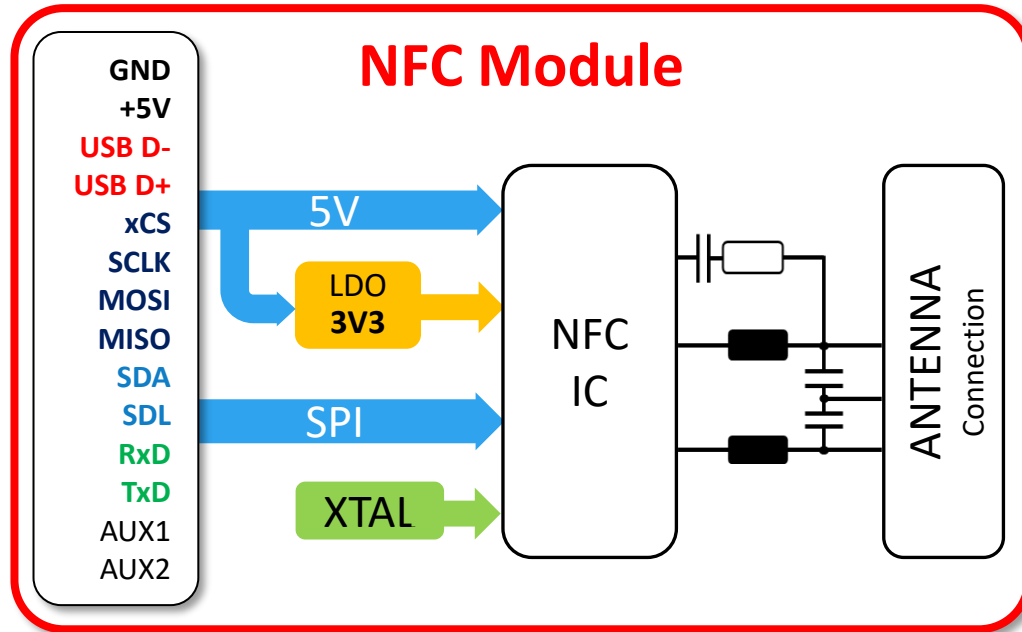 NFC Module
GND
+5V
USB D-
USB D+
xCS
SCLK
MOSI
MISO
SDA
SDL
RxD
TxD
AUX1
AUX2
5V
LDO
3V3
SPI
XTAL
NFC
IC
ANTENNA
Connection